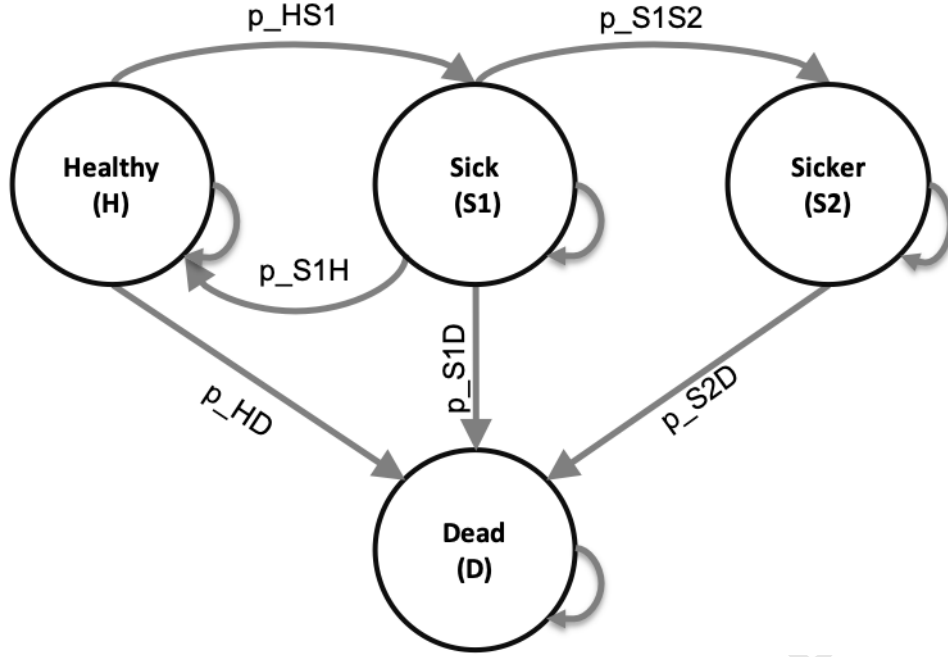 p_HS1
p_S1S2
Healthy
(H)
Sick
(S1)
Sicker
(S2)
p_S1H
p_HD
p_S1D
p_S2D
Dead
(D)